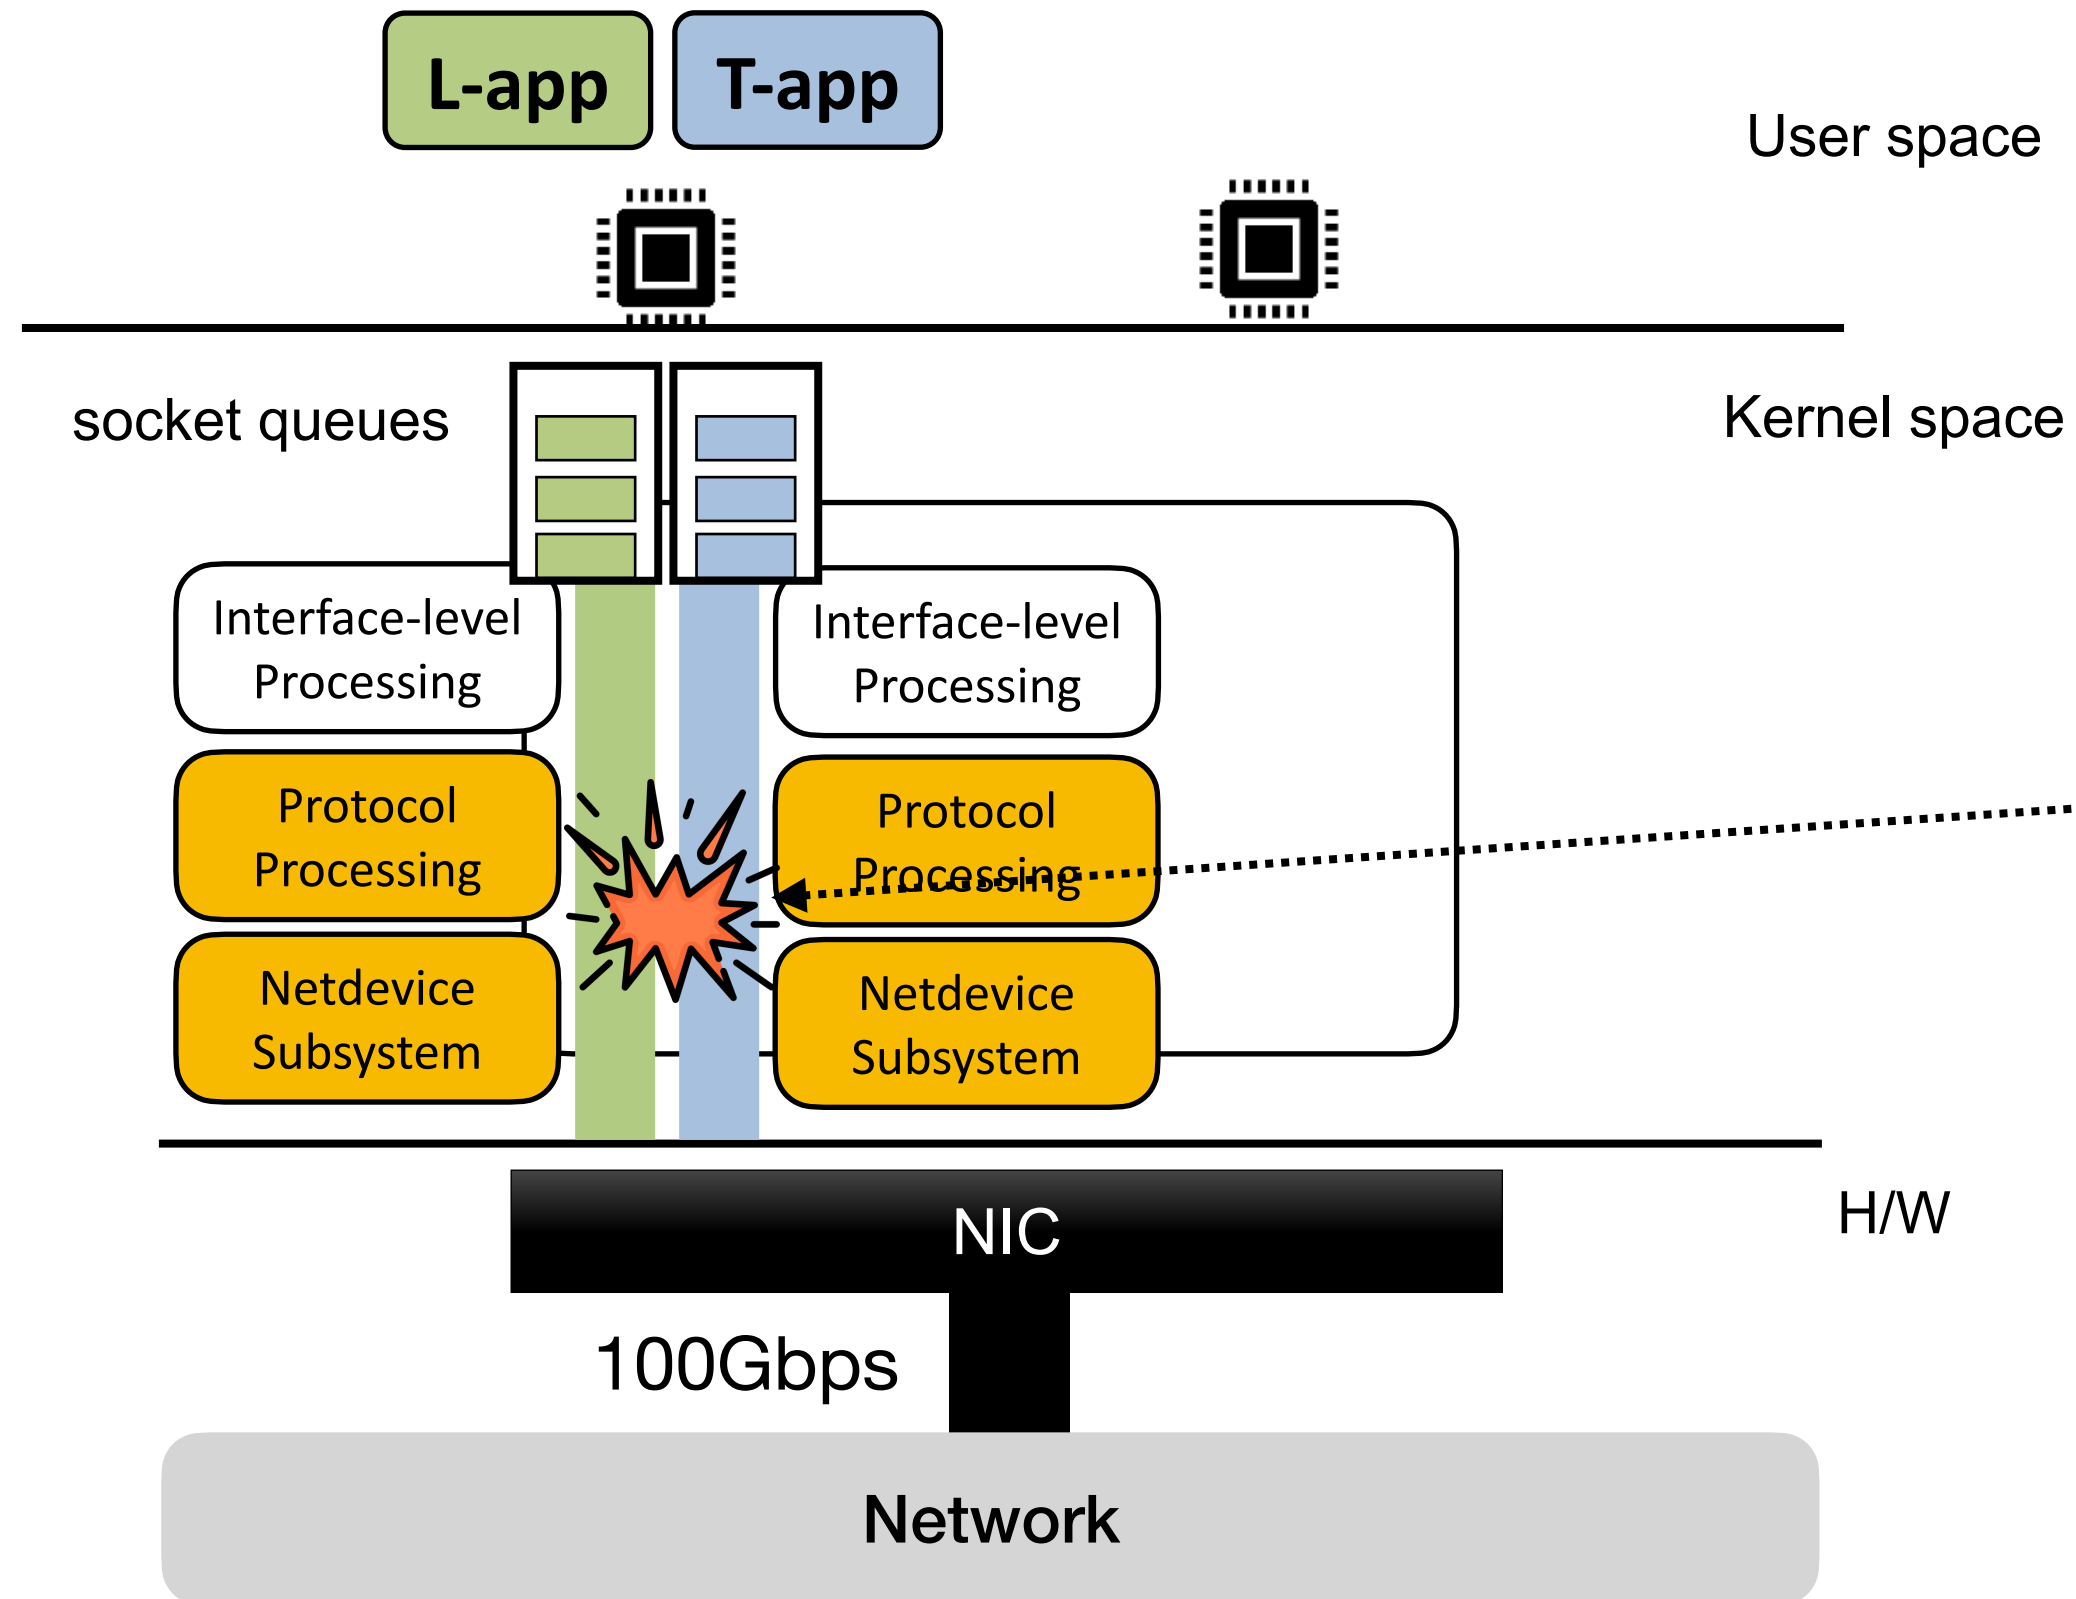 L-app
T-app
User space
socket queues
Kernel space
Interface-level
Processing
Interface-level
Processing
Protocol
Processing
Protocol
Processing
Netdevice
Subsystem
Netdevice
Subsystem
NIC
H/W
100Gbps
Network